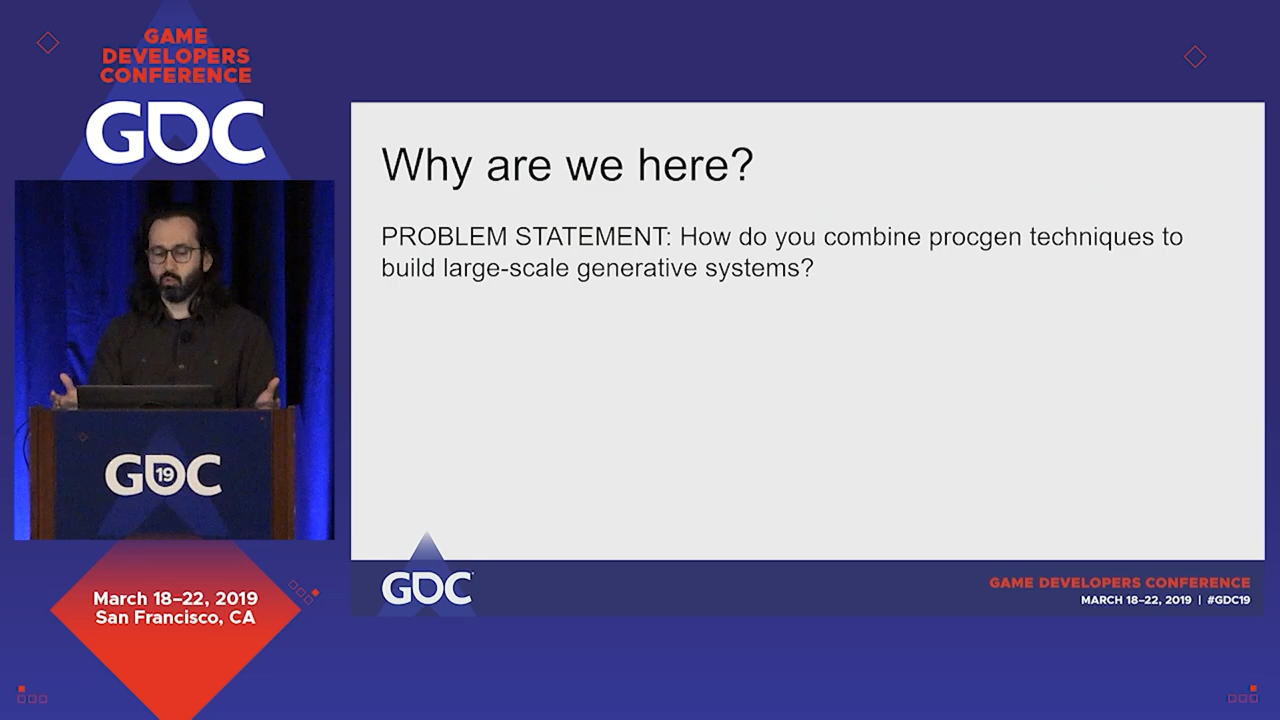 GAME
DEVELOPERS
CONFERENCE
GDC
GDC
19
March 18–22, 2019
San Francisco, CA
Why are we here?
PROBLEM STATEMENT: How do you combine procgen techniques to
build large-scale generative systems?
GDC
GAME DEVELOPERS CONFERENCE
MARCH 18–22, 2019 | #GDC19